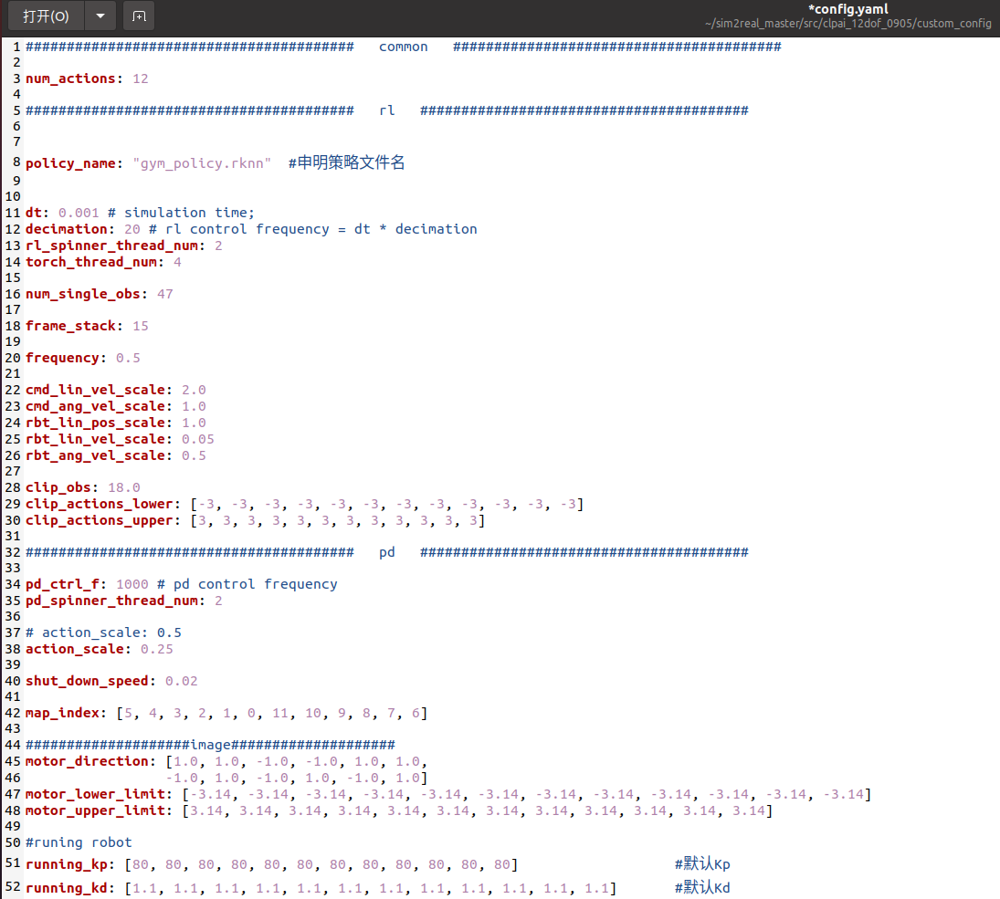 打开(O)
*config.yaml
~/sim2real_master/src/clpai_12dof_0905/custom_config
1 ######################################## common ########################################
2
3 num_actions: 12
4
5 ######################################## rl ########################################
6
7
8 policy_name: "gym_policy.rknn" #申明策略文件名
9
10
11 dt: 0.001 # simulation time;
12 decimation: 20 # rl control frequency = dt * decimation
13 rl_spinner_thread_num: 2
14 torch_thread_num: 4
15
16 num_single_obs: 47
17
18 frame_stack: 15
19
20 frequency: 0.5
21
22 cmd_lin_vel_scale: 2.0
23 cmd_ang_vel_scale: 1.0
24 rbt_lin_pos_scale: 1.0
25 rbt_lin_vel_scale: 0.05
26 rbt_ang_vel_scale: 0.5
27
28 clip_obs: 18.0
29 clip_actions_lower: [-3, -3, -3, -3, -3, -3, -3, -3, -3, -3, -3, -3]
30 clip_actions_upper: [3, 3, 3, 3, 3, 3, 3, 3, 3, 3, 3, 3]
31
32 ######################################## pd ########################################
33
34 pd_ctrl_f: 1000 # pd control frequency
35 pd_spinner_thread_num: 2
36
37 # action_scale: 0.5
38 action_scale: 0.25
39
40 shut_down_speed: 0.02
41
42 map_index: [5, 4, 3, 2, 1, 0, 11, 10, 9, 8, 7, 6]
43
44 ####################image####################
45 motor_direction: [1.0, 1.0, -1.0, -1.0, 1.0, 1.0,
46 -1.0, 1.0, -1.0, 1.0, -1.0, 1.0]
47 motor_lower_limit: [-3.14, -3.14, -3.14, -3.14, -3.14, -3.14, -3.14, -3.14, -3.14, -3.14, -3.14, -3.14]
48 motor_upper_limit: [3.14, 3.14, 3.14, 3.14, 3.14, 3.14, 3.14, 3.14, 3.14, 3.14, 3.14, 3.14]
49
50 #runing robot
51 running_kp: [80, 80, 80, 80, 80, 80, 80, 80, 80, 80, 80, 80] #默认Kp
52 running_kd: [1.1, 1.1, 1.1, 1.1, 1.1, 1.1, 1.1, 1.1, 1.1, 1.1, 1.1, 1.1] #默认Kd